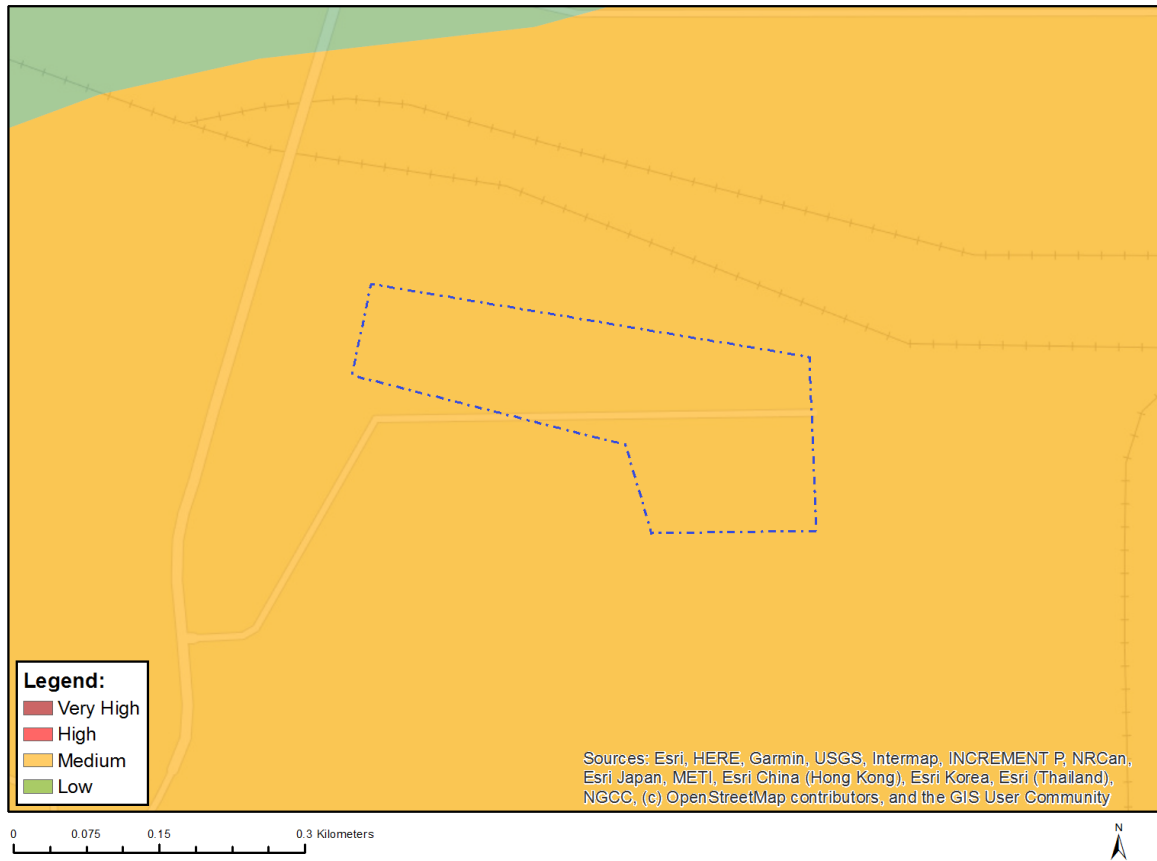 Legend:
Very High
High
Medium
Low
Sources: Esri, HERE, Garmin, USGS, Intermap, INCREMENT P, NRCan,
Esri Japan, METI, Esri China (Hong Kong), Esri Korea, Esri (Thailand),
NGCC, (c) OpenStreetMap contributors, and the GIS User Community
0 0.075 0.15 0.3 Kilometers
N